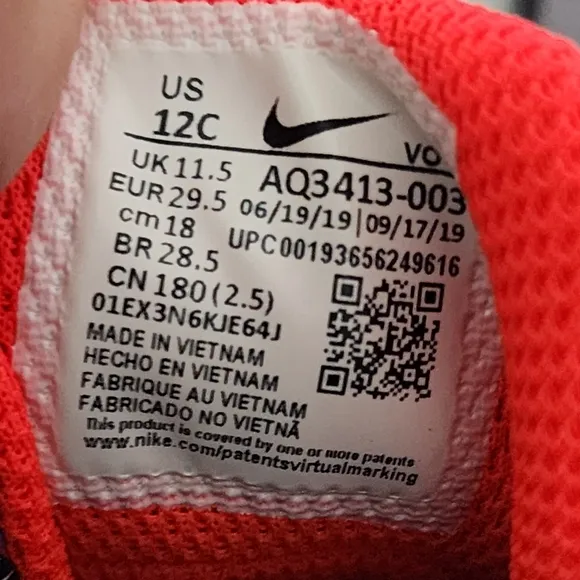 US
12C
VO
UK 11.5
AQ3413-003
EUR 29.5
06/19/19|09/17/19
cm 18
UPC00193656249616
BR 28.5
CN 180 (2.5)
01EX3N6KJE64J
MADE IN VIETNAM
HECHO EN VIETNAM
FABRIQUE AU VIETNAM
FABRICADO NO VIETNÃ
This product is covered by one or more patents
www.nike.com/patentsvirtualmarking